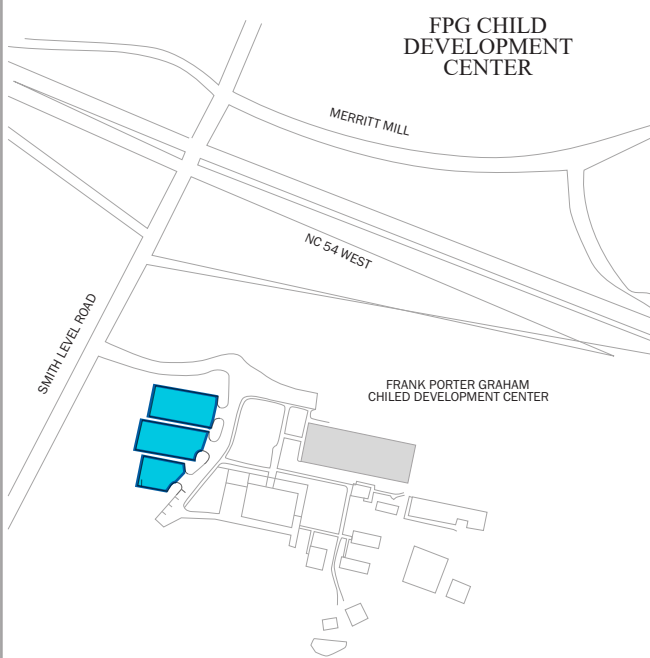 FPG CHILD
DEVELOPMENT
CENTER
MERRITT MILL
NC 54 WEST
SMITH LEVEL ROAD
FRANK PORTER GRAHAM
CHILED DEVELOPMENT CENTER